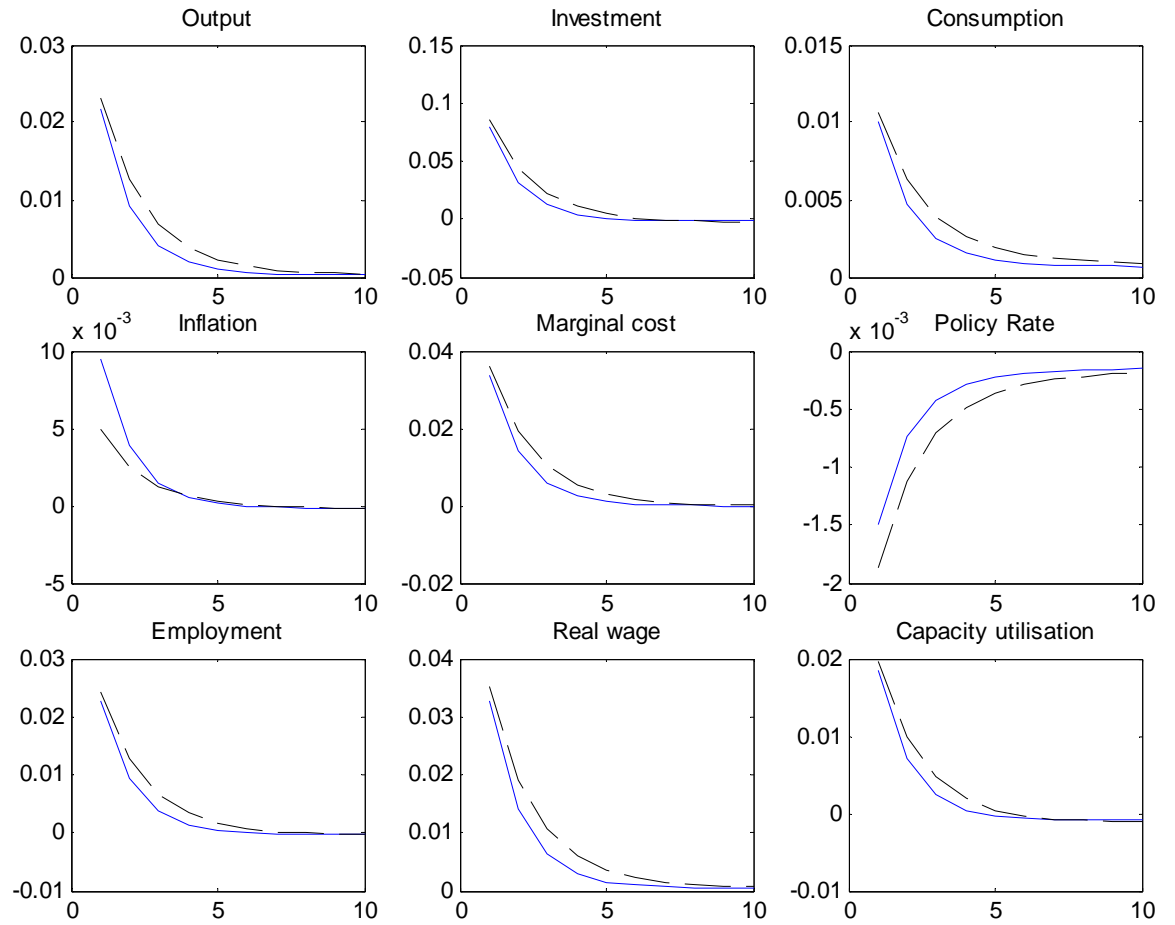 Output
Investment
Consumption
0.03
0.02
0.01
0
0 5 10
0.15
0.1
0.05
0
-0.05
0 5 10
0.015
0.01
0.005
0
0 5 10
x 10^-3
Inflation
Marginal cost
x 10^-3
Policy Rate
10
5
0
-5
0 5 10
0.04
0.02
0
-0.02
0 5 10
0
-0.5
-1
-1.5
-2
0 5 10
Employment
Real wage
Capacity utilisation
0.03
0.02
0.01
0
-0.01
0 5 10
0.04
0.03
0.02
0.01
0
0 5 10
0.02
0.01
0
-0.01
0 5 10